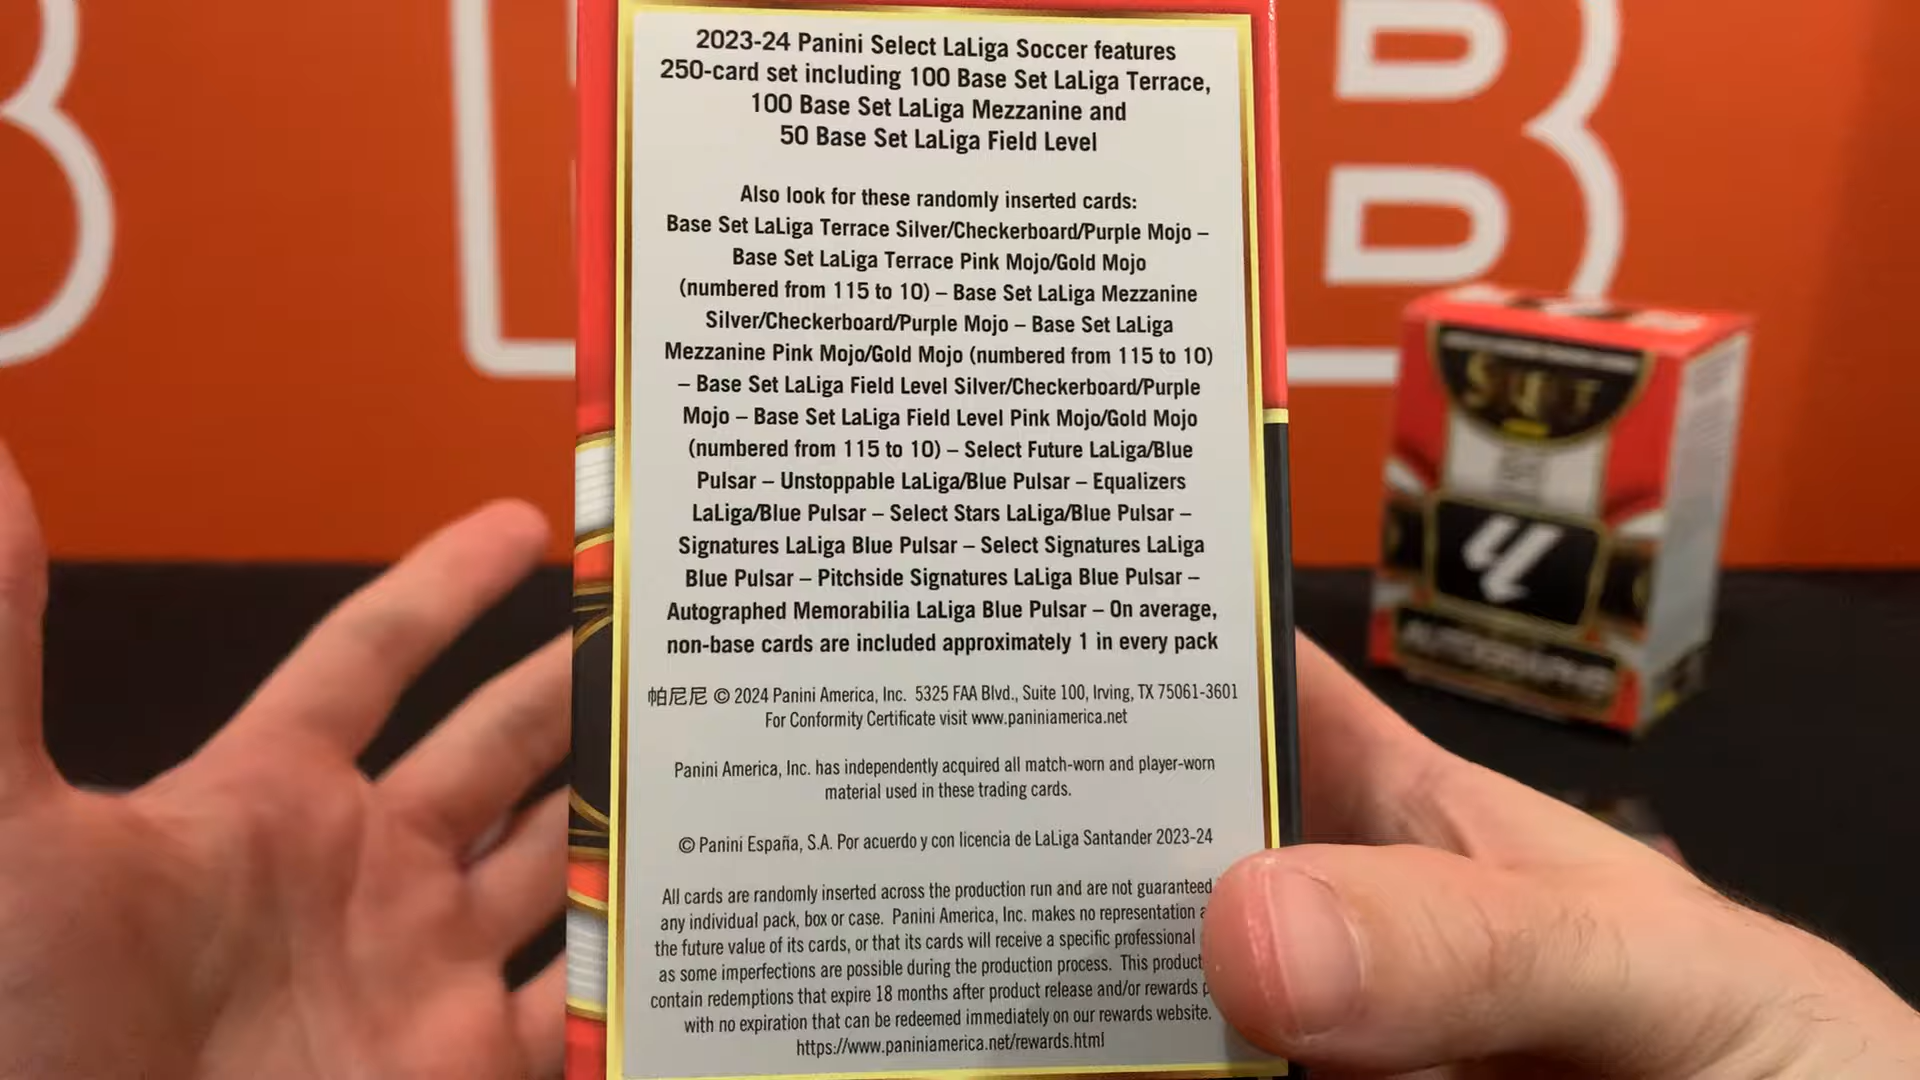 2023-24 Panini Select LaLiga Soccer features
250-card set including 100 Base Set LaLiga Terrace,
100 Base Set LaLiga Mezzanine and
50 Base Set LaLiga Field Level
Also look for these randomly inserted cards:
Base Set LaLiga Terrace Silver/Checkerboard/Purple Mojo –
Base Set LaLiga Terrace Pink Mojo/Gold Mojo
(numbered from 115 to 10) – Base Set LaLiga Mezzanine
Silver/Checkerboard/Purple Mojo – Base Set LaLiga
Mezzanine Pink Mojo/Gold Mojo (numbered from 115 to 10)
– Base Set LaLiga Field Level Silver/Checkerboard/Purple
Mojo – Base Set LaLiga Field Level Pink Mojo/Gold Mojo
(numbered from 115 to 10) – Select Future LaLiga/Blue
Pulsar – Unstoppable LaLiga/Blue Pulsar – Equalizers
LaLiga/Blue Pulsar – Select Stars LaLiga/Blue Pulsar –
Signatures LaLiga Blue Pulsar – Select Signatures LaLiga
Blue Pulsar – Pitchside Signatures LaLiga Blue Pulsar –
Autographed Memorabilia LaLiga Blue Pulsar – On average,
non-base cards are included approximately 1 in every pack
帕尼尼 © 2024 Panini America, Inc. 5325 FAA Blvd., Suite 100, Irving, TX 75061-3601
For Conformity Certificate visit www.paniniamerica.net
Panini America, Inc. has independently acquired all match-worn and player-worn
material used in these trading cards.
© Panini España, S.A. Por acuerdo y con licencia de LaLiga Santander 2023-24
All cards are randomly inserted across the production run and are not guaranteed
any individual pack, box or case. Panini America, Inc. makes no representation
the future value of its cards, or that its cards will receive a specific professional
as some imperfections are possible during the production process. This product
contain redemptions that expire 18 months after product release and/or rewards
with no expiration that can be redeemed immediately on our rewards website.
https://www.paniniamerica.net/rewards.html
B